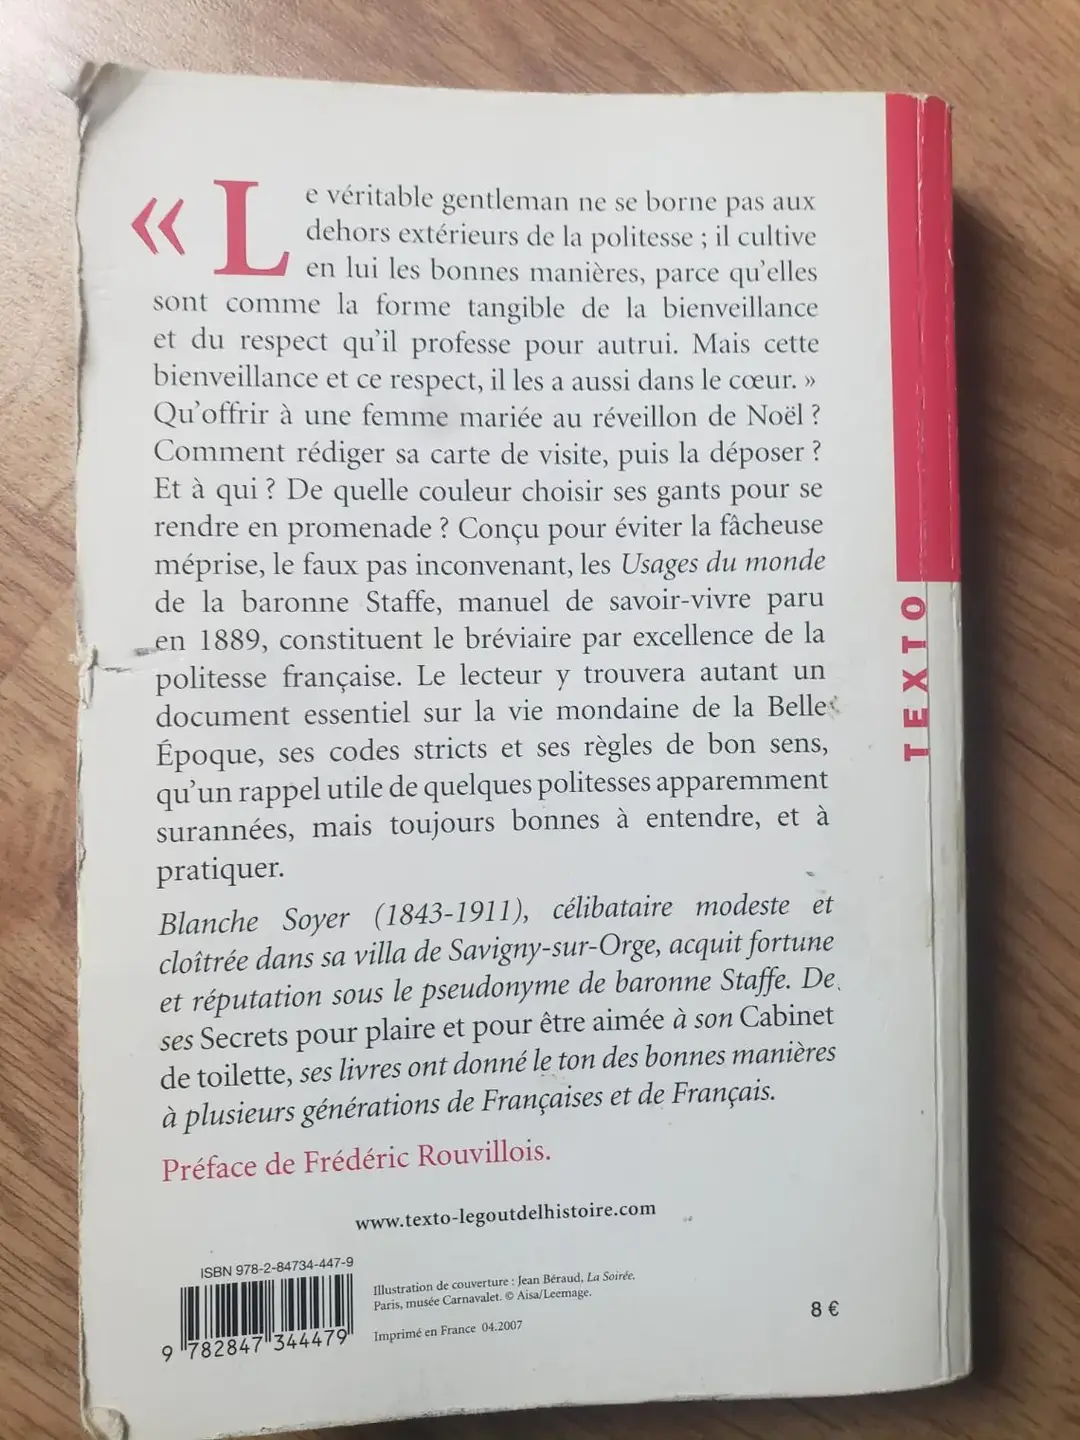 « Le véritable gentleman ne se borne pas aux
dehors extérieurs de la politesse ; il cultive
en lui les bonnes manières, parce qu'elles
sont comme la forme tangible de la bienveillance
et du respect qu'il professe pour autrui. Mais cette
bienveillance et ce respect, il les a aussi dans le cœur. »
Qu'offrir à une femme mariée au réveillon de Noël ?
Comment rédiger sa carte de visite, puis la déposer ?
Et à qui ? De quelle couleur choisir ses gants pour se
rendre en promenade ? Conçu pour éviter la fâcheuse
méprise, le faux pas inconvenant, les Usages du monde
de la baronne Staffe, manuel de savoir-vivre paru
en 1889, constituent le bréviaire par excellence de la
politesse française. Le lecteur y trouvera autant un
document essentiel sur la vie mondaine de la Belle
Époque, ses codes stricts et ses règles de bon sens,
qu'un rappel utile de quelques politesses apparemment
surannées, mais toujours bonnes à entendre, et à
pratiquer.
Blanche Soyer (1843-1911), célibataire modeste et
cloîtrée dans sa villa de Savigny-sur-Orge, acquit fortune
et réputation sous le pseudonyme de baronne Staffe. De
ses Secrets pour plaire et pour être aimée à son Cabinet
de toilette, ses livres ont donné le ton des bonnes manières
à plusieurs générations de Françaises et de Français.
Préface de Frédéric Rouvillois.
www.texto-legoutdelhistoire.com
ISBN 978-2-84734-447-9
9 782847 344479
Illustration de couverture : Jean Béraud, La Soirée.
Paris, musée Carnavalet. © Aisa/Leemage.
Imprimé en France 04.2007
8 €
TEXTO